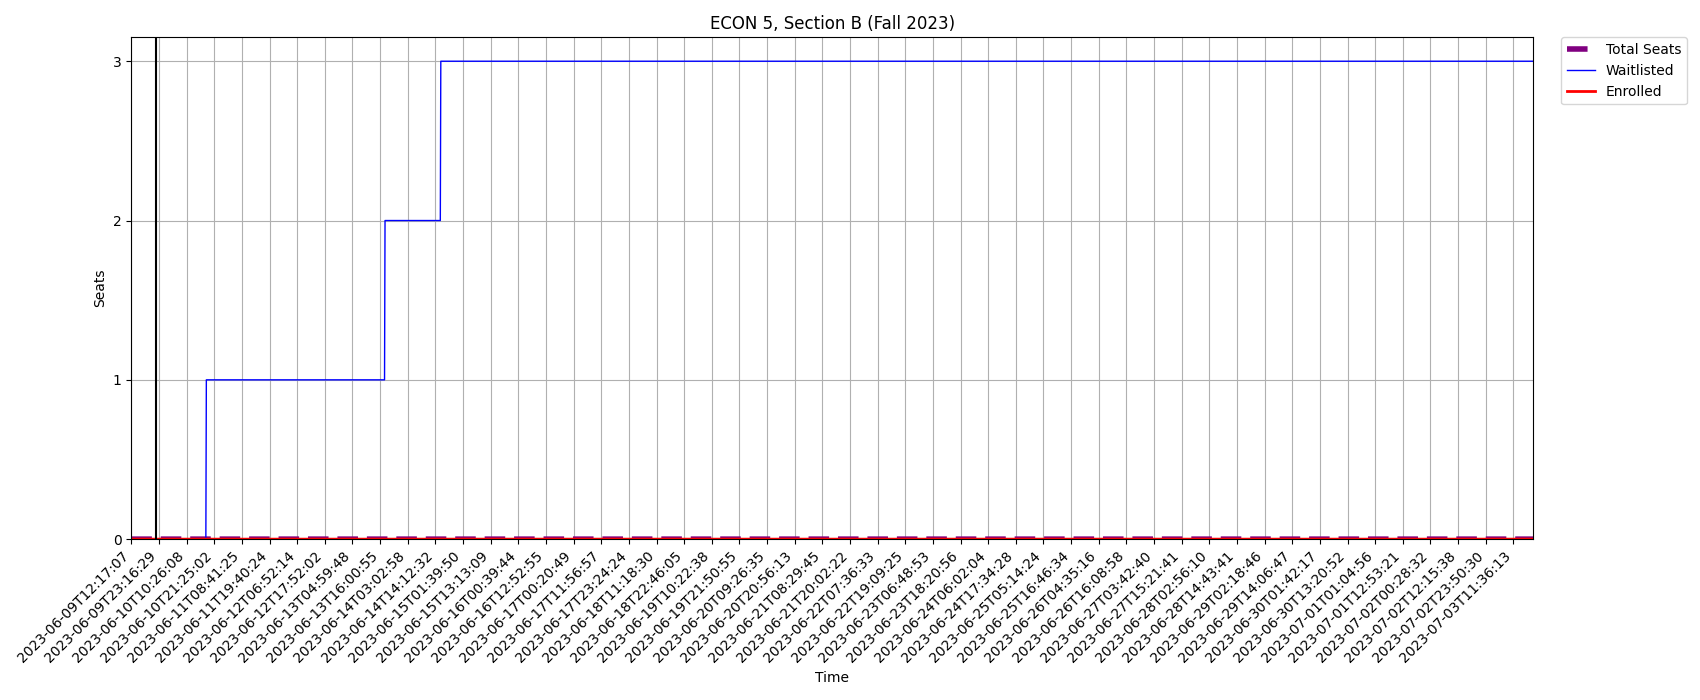 ECON 5, Section B (Fall 2023)
Total Seats
Waitlisted
Enrolled
Seats
3
2
1
0
2023-06-09T12:17:07
2023-06-09T23:16:29
2023-06-10T10:26:08
2023-06-10T21:25:02
2023-06-11T08:41:25
2023-06-11T19:40:24
2023-06-12T06:52:14
2023-06-12T17:52:02
2023-06-13T04:59:48
2023-06-13T16:00:55
2023-06-14T03:02:58
2023-06-14T14:12:32
2023-06-15T01:39:50
2023-06-15T13:13:09
2023-06-16T00:39:44
2023-06-16T12:52:55
2023-06-17T00:20:49
2023-06-17T11:56:57
2023-06-17T23:24:24
2023-06-18T11:18:30
2023-06-18T22:46:05
2023-06-19T10:22:38
2023-06-19T21:50:55
2023-06-20T09:26:35
2023-06-20T20:56:13
2023-06-21T08:29:45
2023-06-21T20:02:22
2023-06-22T07:36:33
2023-06-22T19:09:25
2023-06-23T06:48:53
2023-06-23T18:20:56
2023-06-24T06:02:04
2023-06-24T17:34:28
2023-06-25T05:14:24
2023-06-25T16:46:34
2023-06-26T04:35:16
2023-06-26T16:08:58
2023-06-27T03:42:40
2023-06-27T15:21:41
2023-06-28T02:56:10
2023-06-28T14:43:41
2023-06-29T02:18:46
2023-06-29T14:06:47
2023-06-30T01:42:17
2023-06-30T13:20:52
2023-07-01T01:04:56
2023-07-01T12:53:21
2023-07-02T00:28:32
2023-07-02T12:15:38
2023-07-02T23:50:30
2023-07-03T11:36:13
Time